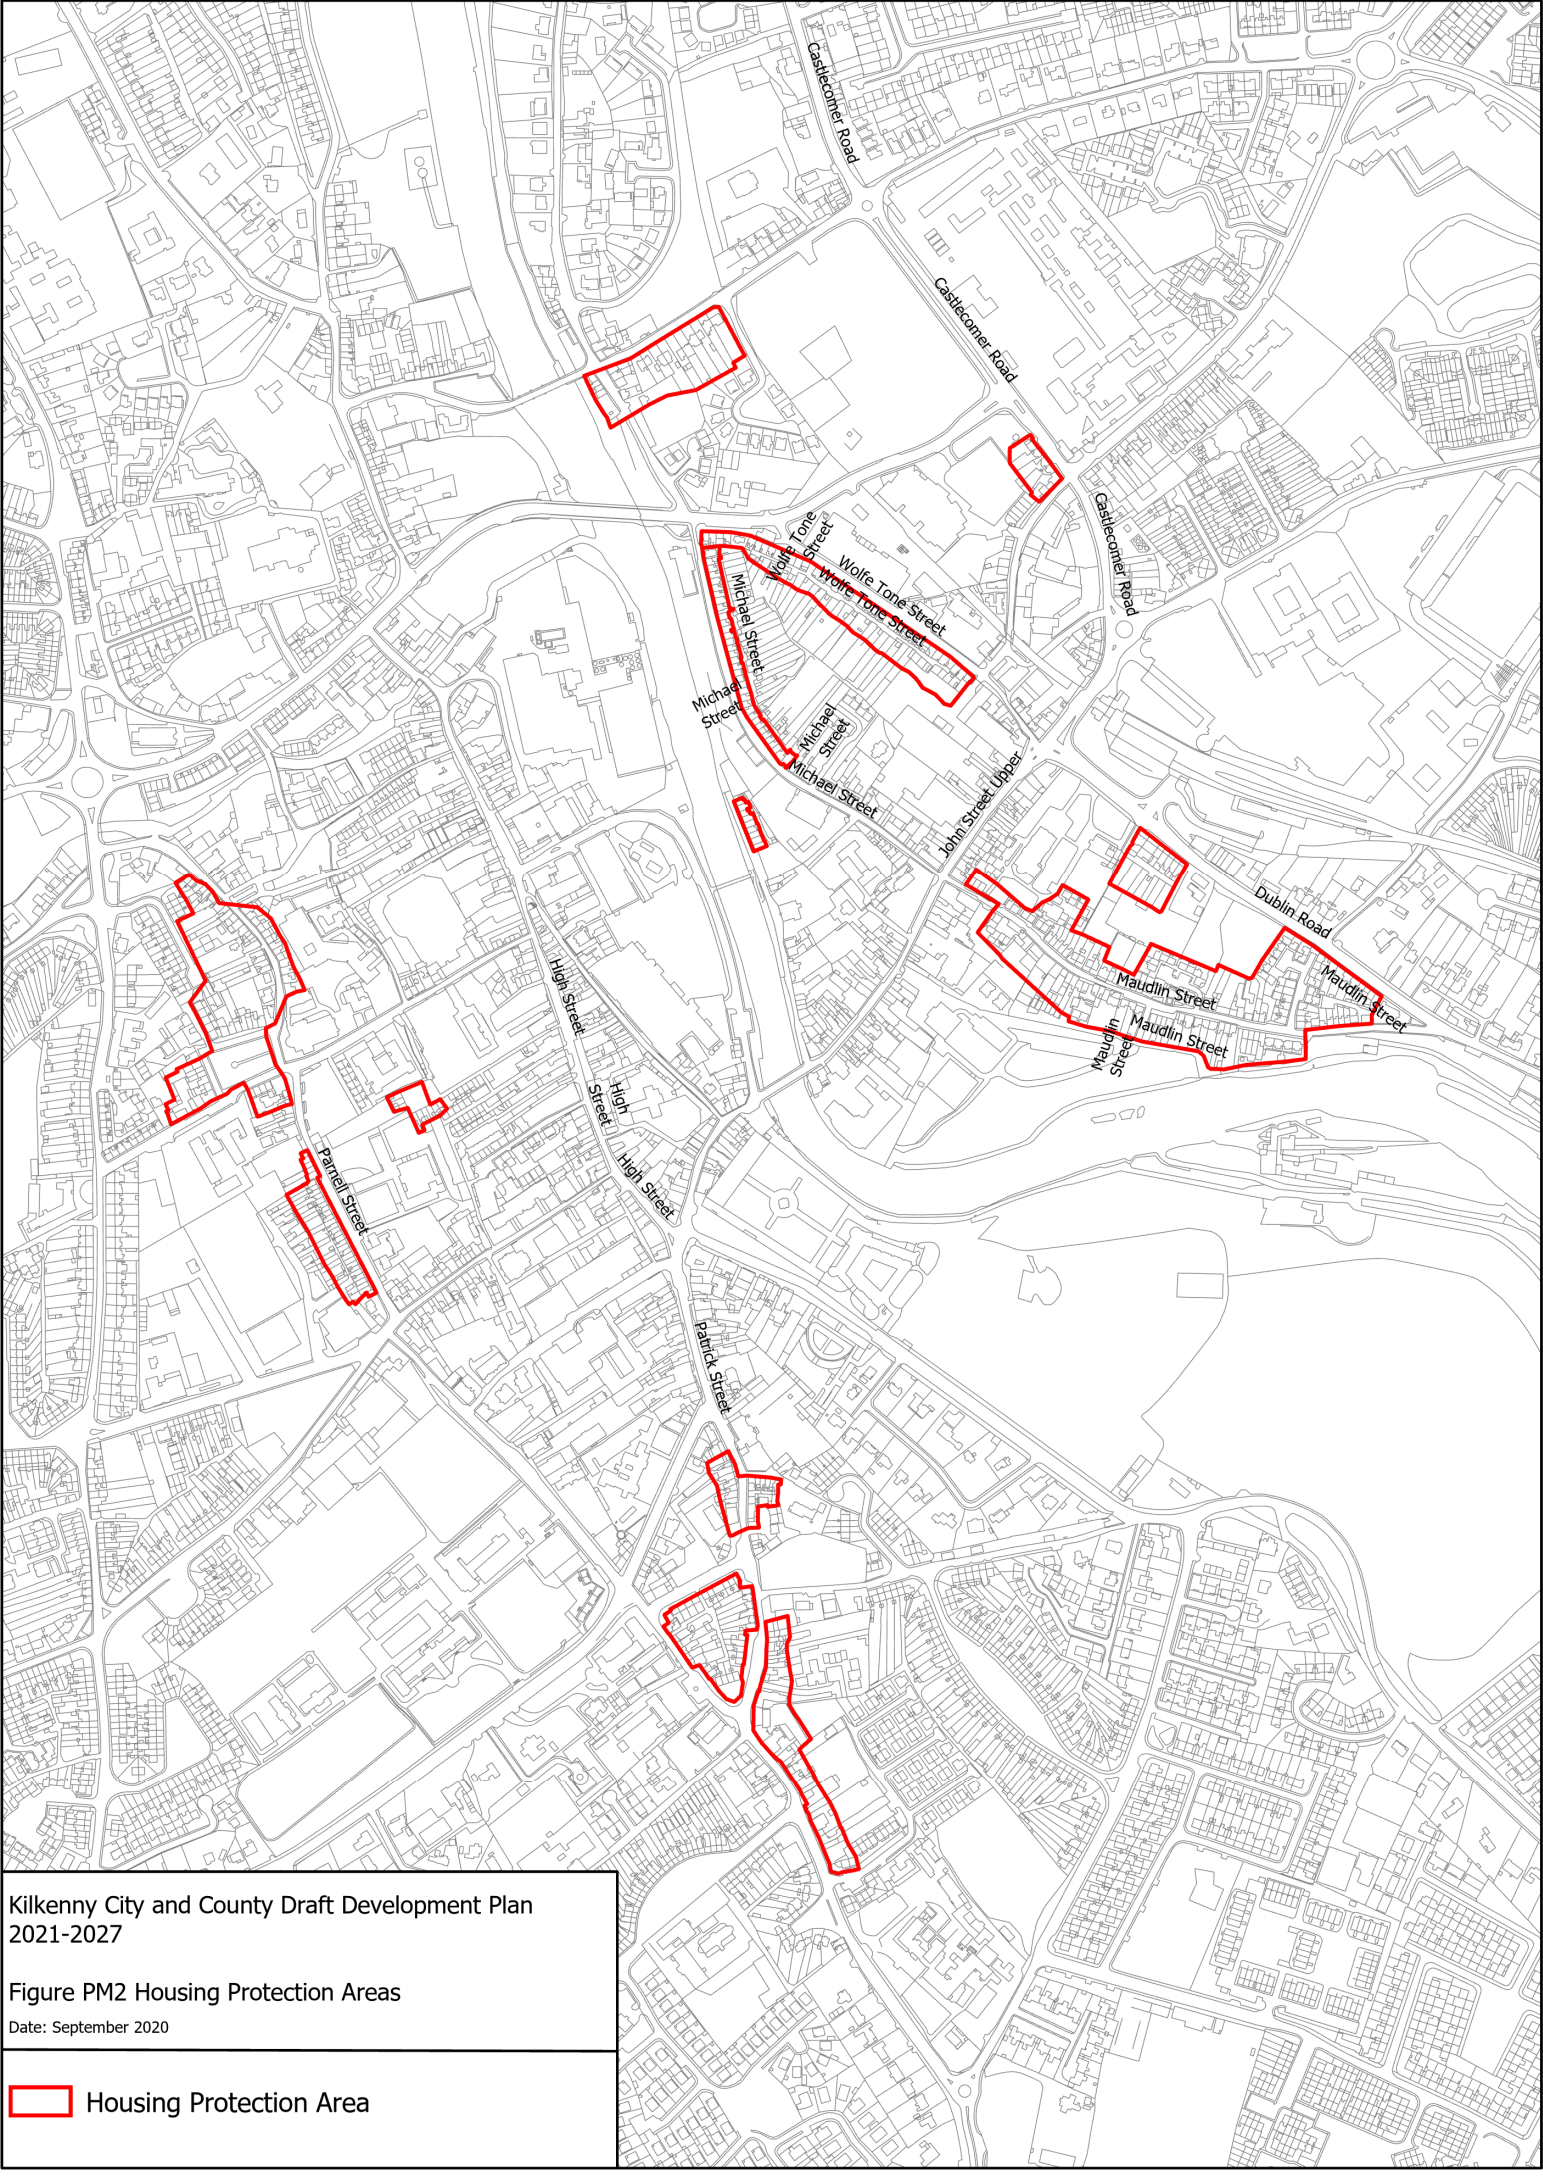 Castlecomer Road
Castlecomer Road
Castlecomer Road
Wolfe Tone
Street
Wolfe Tone Street
Wolfe Tone Street
Michael Street
Michael
Street
Michael
Street
Michael Street
John Street Upper
Dublin Road
Maudlin Street
Maudlin Street
Maudlin Street
Maudlin
Street
High Street
High
Street
High Street
Parnell Street
Patrick Street
Kilkenny City and County Draft Development Plan
2021-2027
Figure PM2 Housing Protection Areas
Date: September 2020
Housing Protection Area